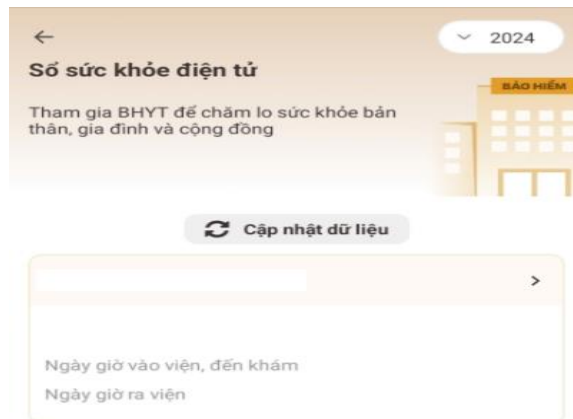 2024
Sổ sức khỏe điện tử
BẢO HIỂM
Tham gia BHYT để chăm lo sức khỏe bản
thân, gia đình và cộng đồng
Cập nhật dữ liệu
Ngày giờ vào viện, đến khám
Ngày giờ ra viện